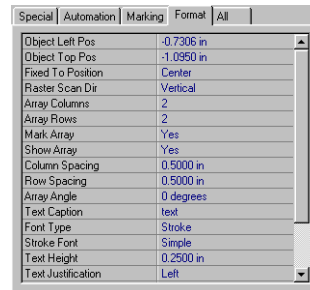 Special Automation Marking Format All
Object Left Pos -0.7306 in
Object Top Pos -1.0950 in
Fixed To Position Center
Raster Scan Dir Vertical
Array Columns 2
Array Rows 2
Mark Array Yes
Show Array Yes
Column Spacing 0.5000 in
Row Spacing 0.5000 in
Array Angle 0 degrees
Text Caption text
Font Type Stroke
Stroke Font Simple
Text Height 0.2500 in
Text Justification Left